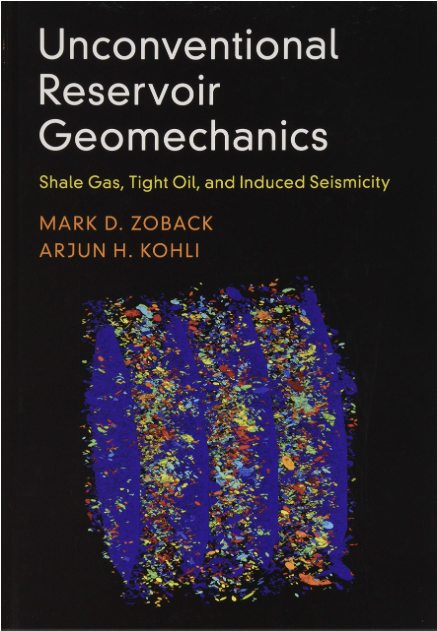 Unconventional
Reservoir
Geomechanics
Shale Gas, Tight Oil, and Induced Seismicity
MARK D. ZOBACK
ARJUN H. KOHLI